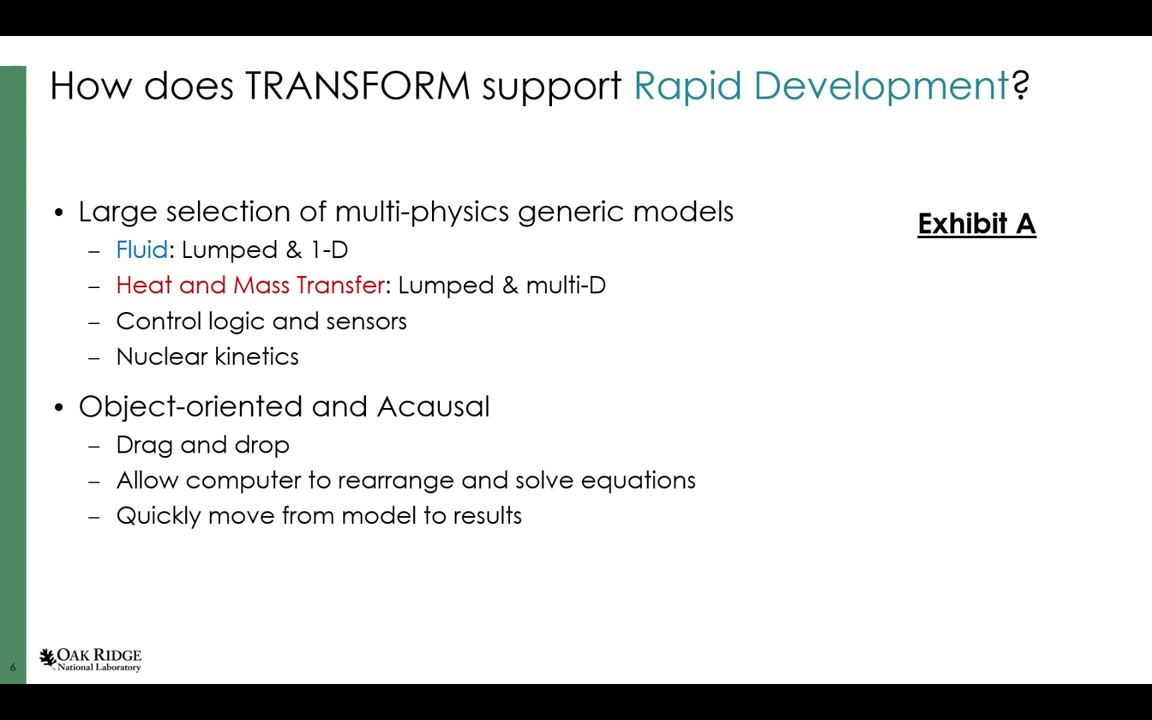 How does TRANSFORM support Rapid Development?
• Large selection of multi-physics generic models
– Fluid: Lumped & 1-D
– Heat and Mass Transfer: Lumped & multi-D
– Control logic and sensors
– Nuclear kinetics
• Object-oriented and Acausal
– Drag and drop
– Allow computer to rearrange and solve equations
– Quickly move from model to results
Exhibit A
6
OAK RIDGE
National Laboratory